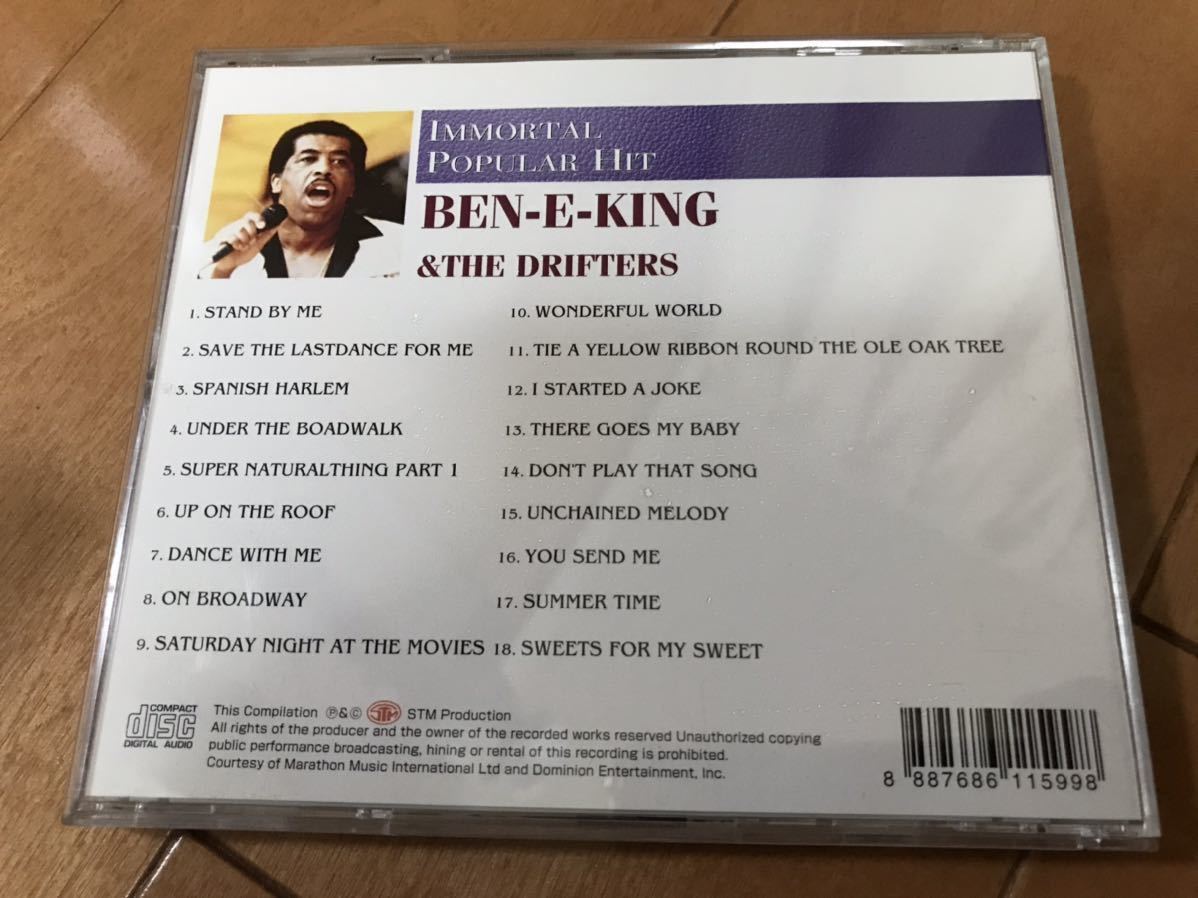 IMMORTAL
POPULAR HIT
BEN-E-KING
&THE DRIFTERS
1. STAND BY ME
2. SAVE THE LASTDANCE FOR ME
3. SPANISH HARLEM
4. UNDER THE BOADWALK
5. SUPER NATURALTHING PART 1
6. UP ON THE ROOF
7. DANCE WITH ME
8. ON BROADWAY
9. SATURDAY NIGHT AT THE MOVIES
10. WONDERFUL WORLD
11. TIE A YELLOW RIBBON ROUND THE OLE OAK TREE
12. I STARTED A JOKE
13. THERE GOES MY BABY
14. DON'T PLAY THAT SONG
15. UNCHAINED MELODY
16. YOU SEND ME
17. SUMMER TIME
18. SWEETS FOR MY SWEET
COMPACT
disc
DIGITAL AUDIO
This Compilation ℗&© STM STM Production
All rights of the producer and the owner of the recorded works reserved Unauthorized copying
public performance broadcasting, hining or rental of this recording is prohibited.
Courtesy of Marathon Music International Ltd and Dominion Entertainment, Inc.
8 887686 115998